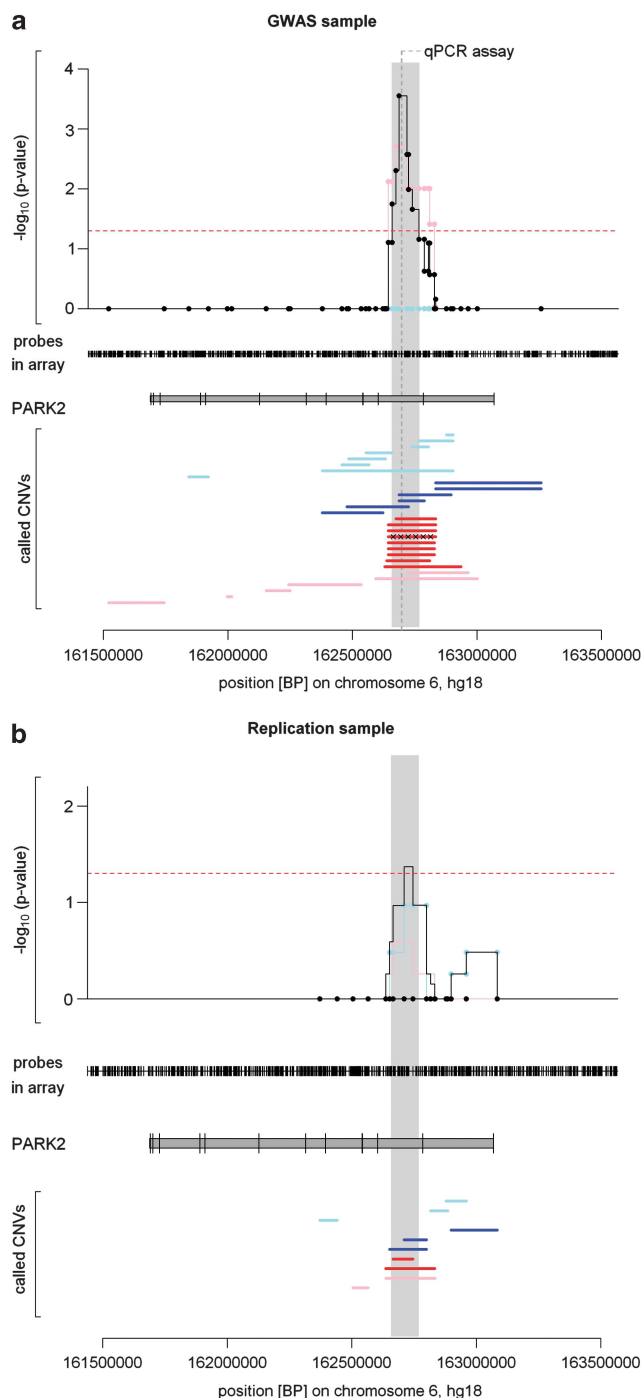 a
GWAS sample
qPCR assay
4
3
2
1
0
-log10 (p-value)
probes
in array
PARK2
called CNVs
161500000 162000000 162500000 163000000 163500000
position [BP] on chromosome 6, hg18
b
Replication sample
2
1
0
-log10 (p-value)
probes
in array
PARK2
called CNVs
161500000 162000000 162500000 163000000 163500000
position [BP] on chromosome 6, hg18